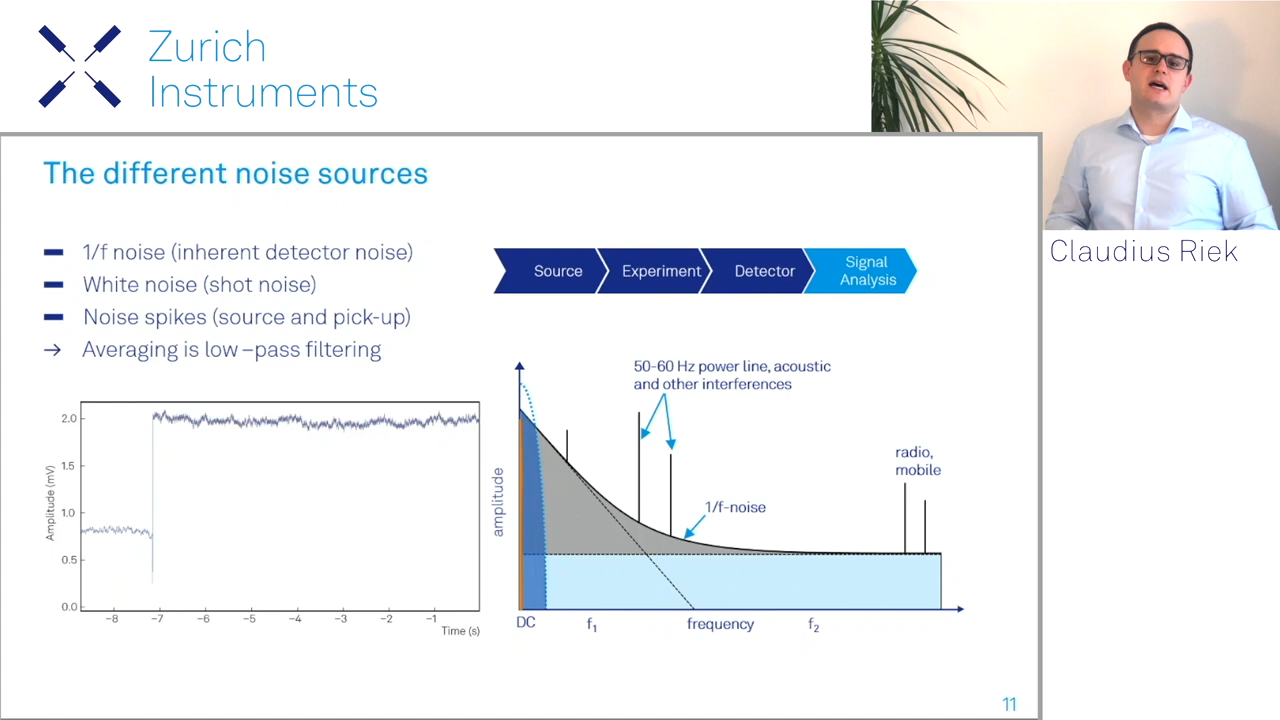 Zurich
Instruments
Claudius Riek
The different noise sources
1/f noise (inherent detector noise)
White noise (shot noise)
Noise spikes (source and pick-up)
→ Averaging is low–pass filtering
Source
Experiment
Detector
Signal
Analysis
Amplitude (mV)
2.0
1.5
1.0
0.5
0.0
−8 −7 −6 −5 −4 −3 −2 −1
Time (s)
50-60 Hz power line, acoustic
and other interferences
radio,
mobile
1/f-noise
amplitude
DC f₁ frequency f₂
11